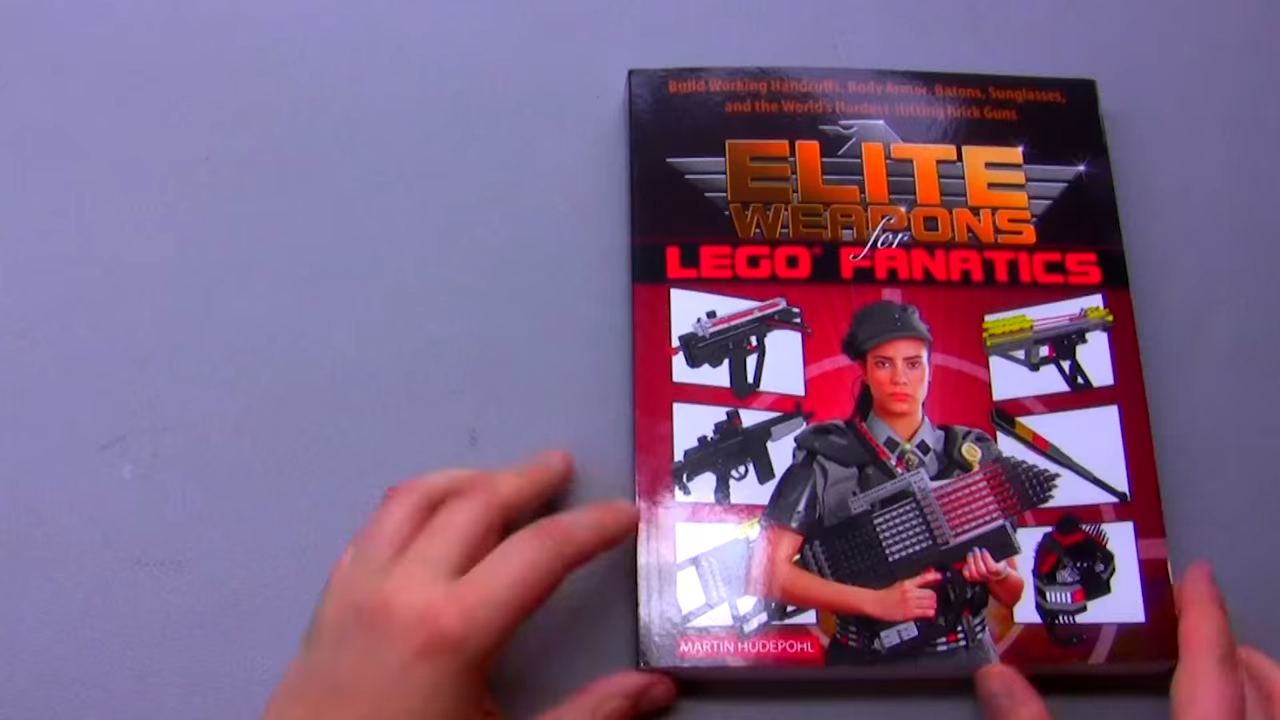 Build Working Handcuffs, Body Armor, Batons, Sunglasses,
and the World's Hardest-Hitting Brick Guns
ELITE
WEAPONS
for
LEGO® FANATICS
MARTIN HÜDEPOHL